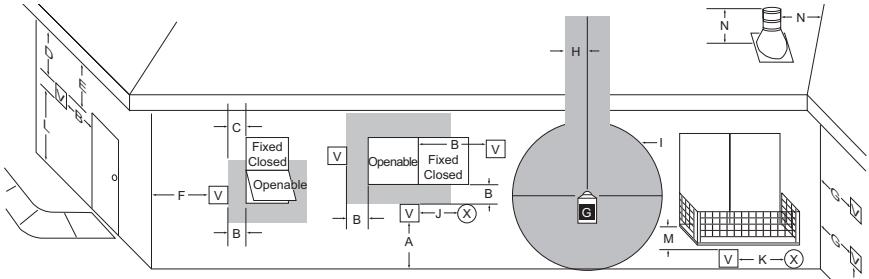 N
N
H
D
E
V
B
L
C
Fixed
Closed
Openable
V
F
B
V
Openable
B
Fixed
Closed
V
B
B
V
J
X
A
I
G
M
V
K
X
G
V
G
V